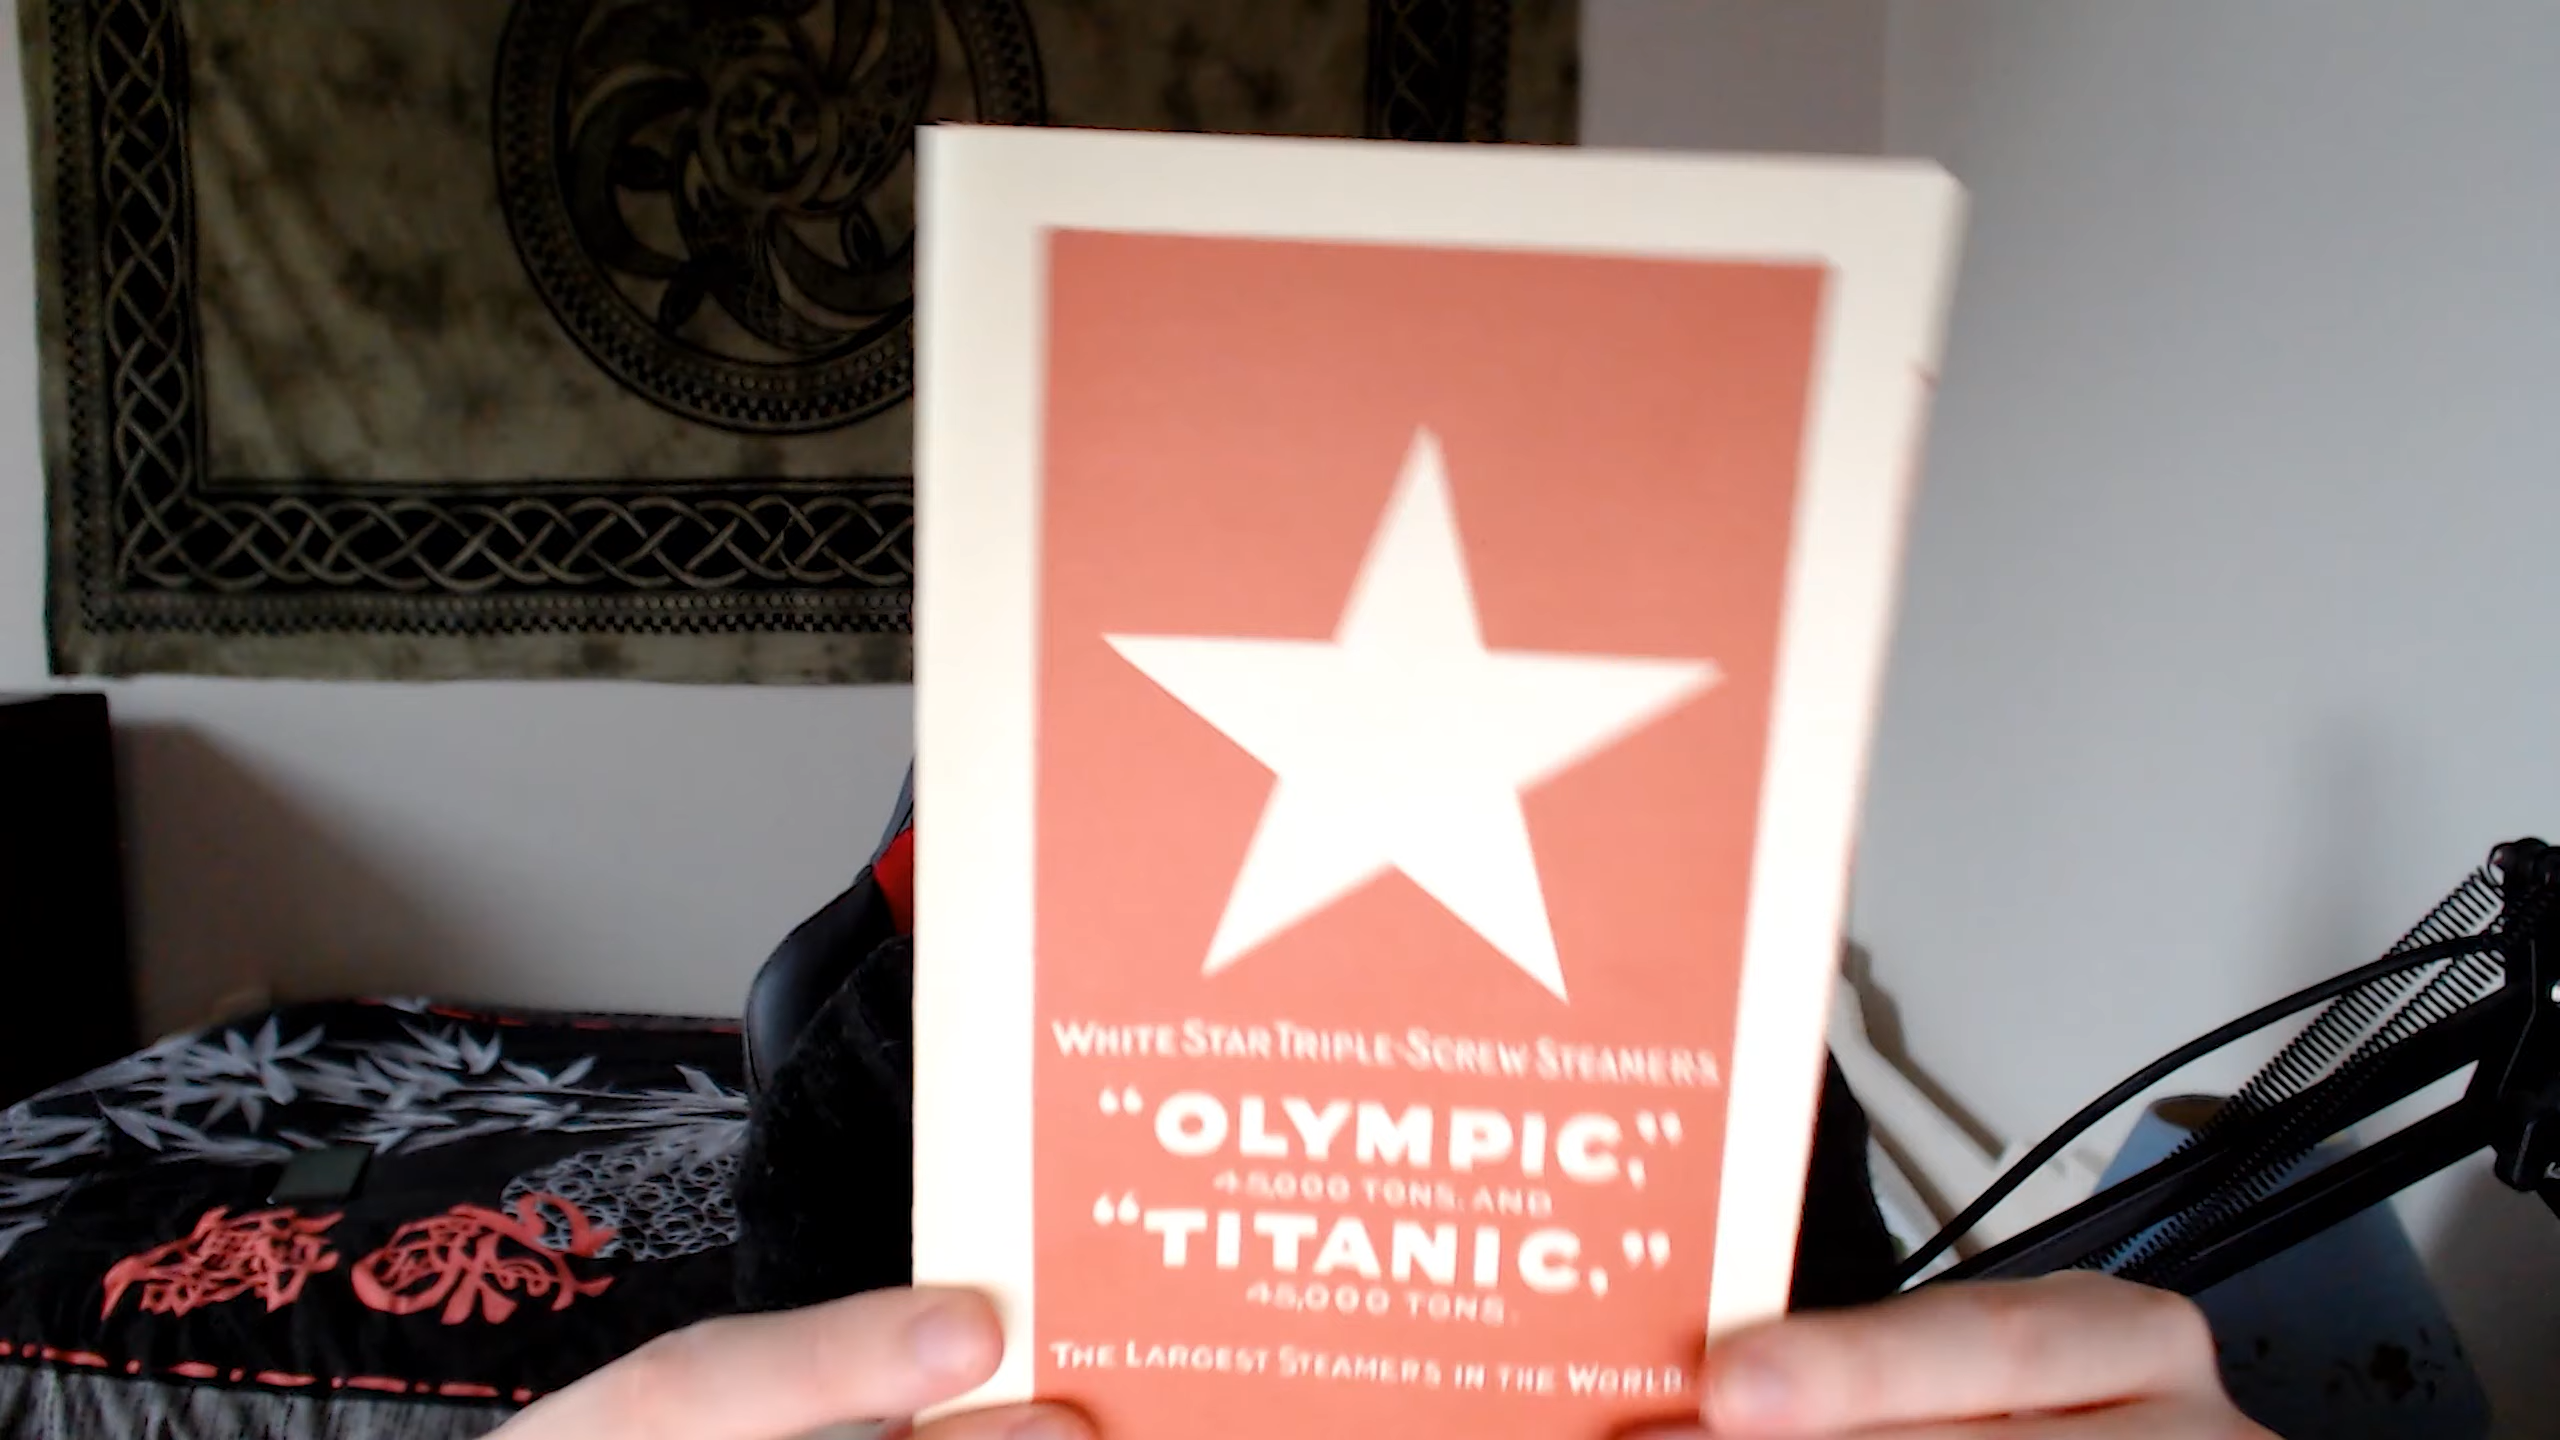 WHITE STAR TRIPLE-SCREW STEAMERS
“OLYMPIC,”
45,000 TONS. AND
“TITANIC,”
45,000 TONS.
THE LARGEST STEAMERS IN THE WORLD.